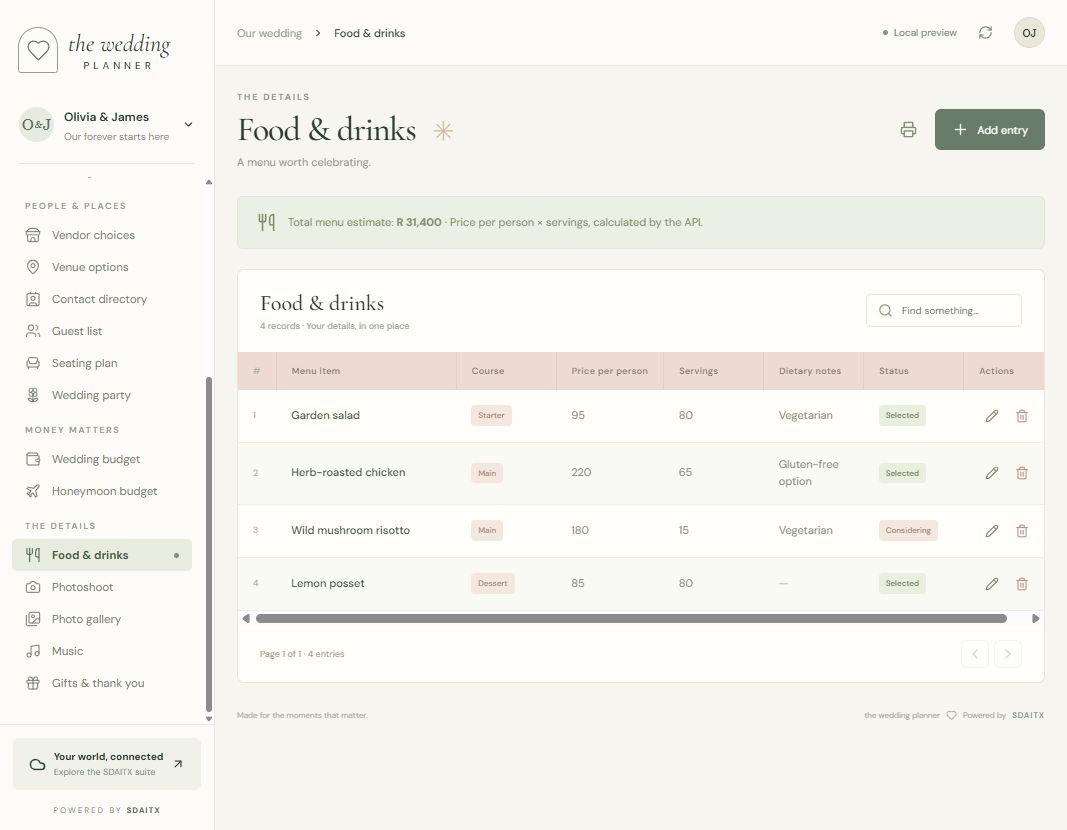 the wedding
PLANNER
O&J
Olivia & James
Our forever starts here
PEOPLE & PLACES
Vendor choices
Venue options
Contact directory
Guest list
Seating plan
Wedding party
MONEY MATTERS
Wedding budget
Honeymoon budget
THE DETAILS
Food & drinks
Photoshoot
Photo gallery
Music
Gifts & thank you
Your world, connected
Explore the SDAITX suite
POWERED BY SDAITX
Our wedding > Food & drinks
Local preview
OJ
THE DETAILS
Food & drinks
A menu worth celebrating.
Add entry
Total menu estimate: R 31,400 · Price per person × servings, calculated by the API.
Food & drinks
4 records · Your details, in one place
Find something...
# Menu item Course Price per person Servings Dietary notes Status Actions
1 Garden salad Starter 95 80 Vegetarian Selected
2 Herb-roasted chicken Main 220 65 Gluten-free option Selected
3 Wild mushroom risotto Main 180 15 Vegetarian Considering
4 Lemon posset Dessert 85 80 — Selected
Page 1 of 1 · 4 entries
Made for the moments that matter.
the wedding planner Powered by SDAITX